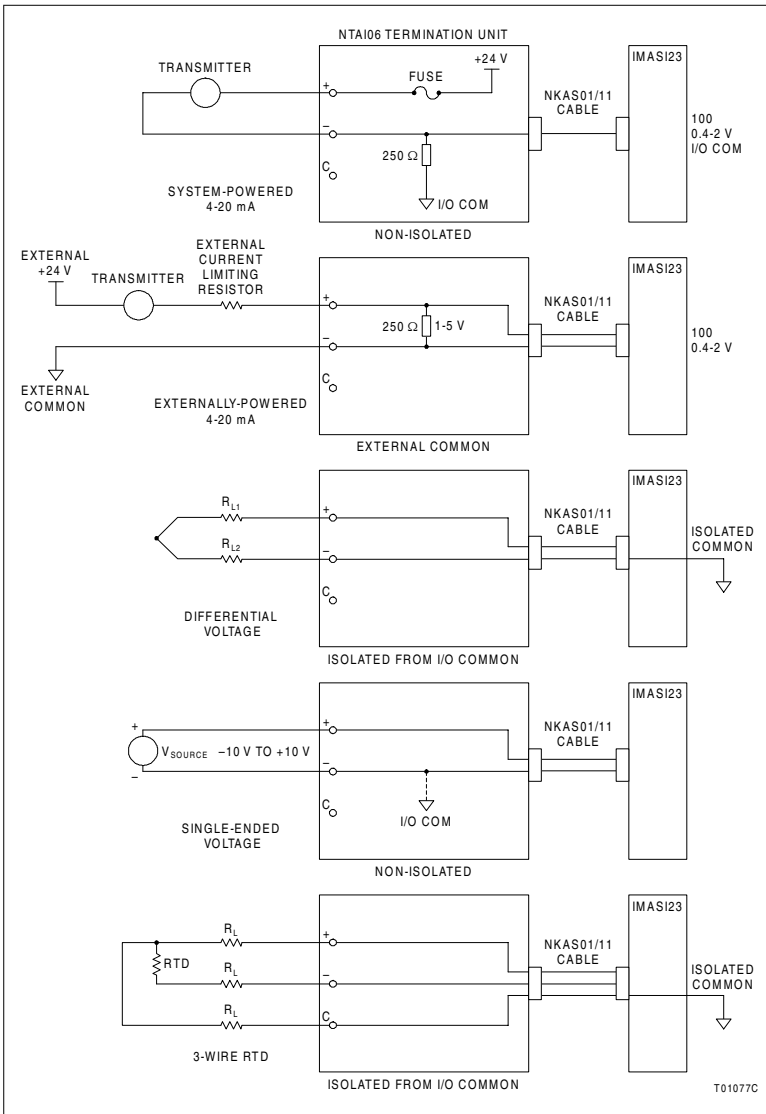 NTAI06 TERMINATION UNIT
IMASI23
TRANSMITTER
FUSE
+24 V
NKAS01/11
CABLE
+
–
C
250 Ω
I/O COM
100
0.4-2 V
I/O COM
SYSTEM-POWERED
4-20 mA
NON-ISOLATED
EXTERNAL
+24 V
TRANSMITTER
EXTERNAL
CURRENT
LIMITING
RESISTOR
IMASI23
NKAS01/11
CABLE
+
–
C
250 Ω
1-5 V
100
0.4-2 V
EXTERNAL
COMMON
EXTERNALLY-POWERED
4-20 mA
EXTERNAL COMMON
IMASI23
RL1
RL2
+
–
C
NKAS01/11
CABLE
ISOLATED
COMMON
DIFFERENTIAL
VOLTAGE
ISOLATED FROM I/O COMMON
IMASI23
+
VSOURCE –10 V TO +10 V
–
+
–
C
NKAS01/11
CABLE
I/O COM
SINGLE-ENDED
VOLTAGE
NON-ISOLATED
IMASI23
RL
RTD
RL
RL
+
–
C
NKAS01/11
CABLE
ISOLATED
COMMON
3-WIRE RTD
ISOLATED FROM I/O COMMON
T01077C